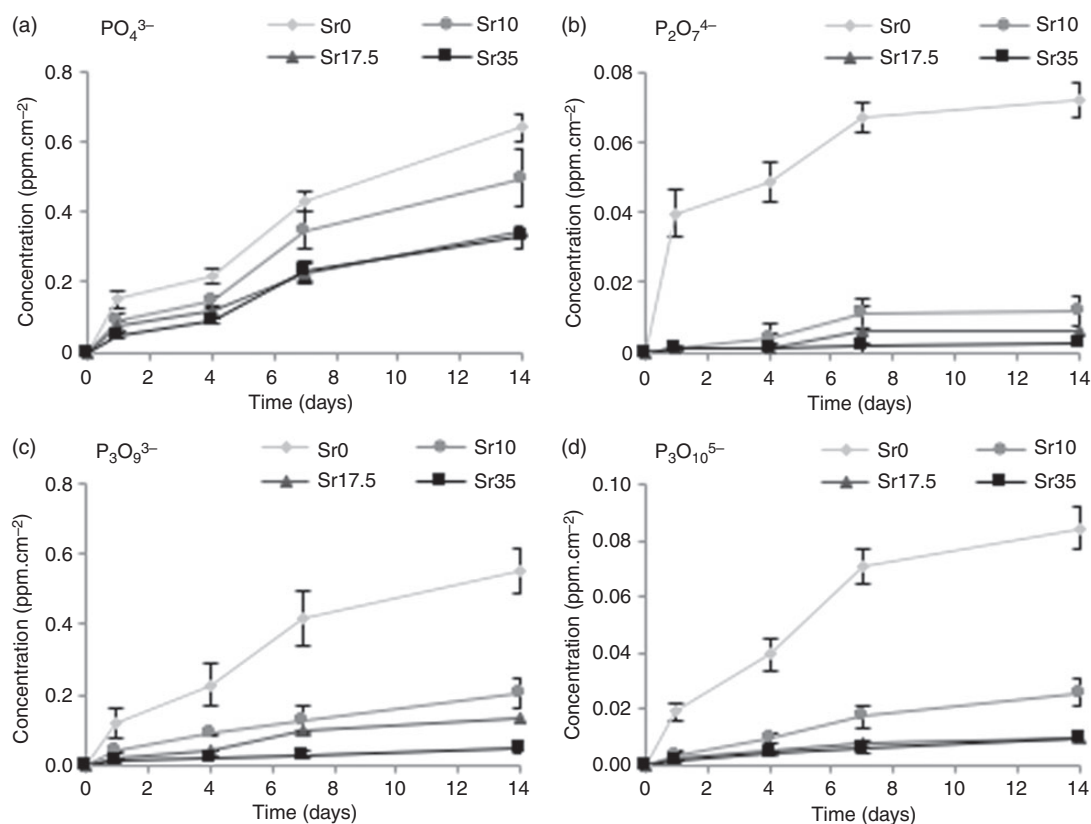 (a) PO₄³⁻ Sr0 Sr10
Sr17.5 Sr35
Concentration (ppm.cm⁻²)
0.8
0.6
0.4
0.2
0
0 2 4 6 8 10 12 14
Time (days)
(b) P₂O₇⁴⁻ Sr0 Sr10
Sr17.5 Sr35
Concentration (ppm.cm⁻²)
0.08
0.06
0.04
0.02
0
0 2 4 6 8 10 12 14
Time (days)
(c) P₃O₉³⁻ Sr0 Sr10
Sr17.5 Sr35
Concentration (ppm.cm⁻²)
0.8
0.6
0.4
0.2
0.0
0 2 4 6 8 10 12 14
Time (days)
(d) P₃O₁₀⁵⁻ Sr0 Sr10
Sr17.5 Sr35
Concentration (ppm.cm⁻²)
0.10
0.08
0.06
0.04
0.02
0.00
0 2 4 6 8 10 12 14
Time (days)